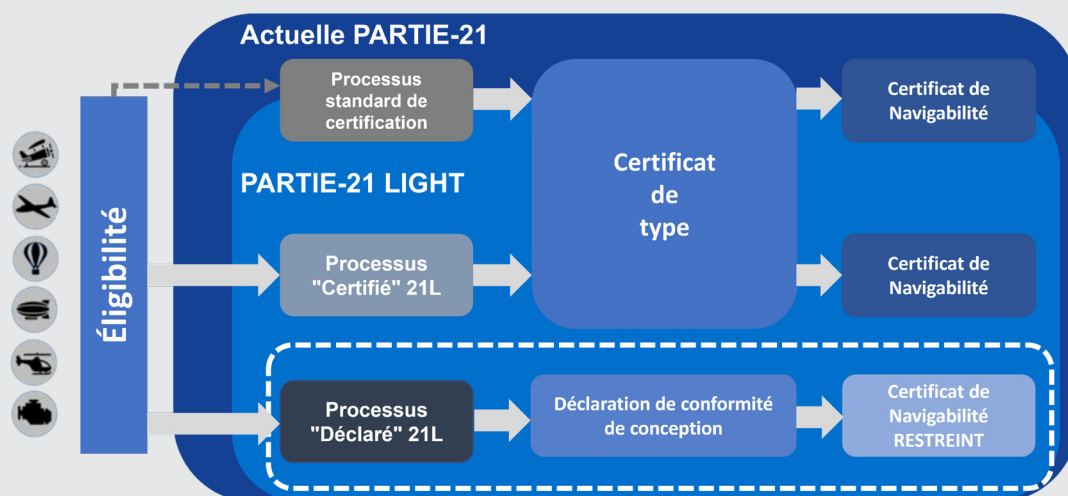 Actuelle PARTIE-21
Processus
standard de
certification
Certificat de
Navigabilité
PARTIE-21 LIGHT
Certificat
de
type
Éligibilité
Processus
"Certifié" 21L
Certificat de
Navigabilité
Processus
"Déclaré" 21L
Déclaration de conformité
de conception
Certificat de
Navigabilité
RESTREINT